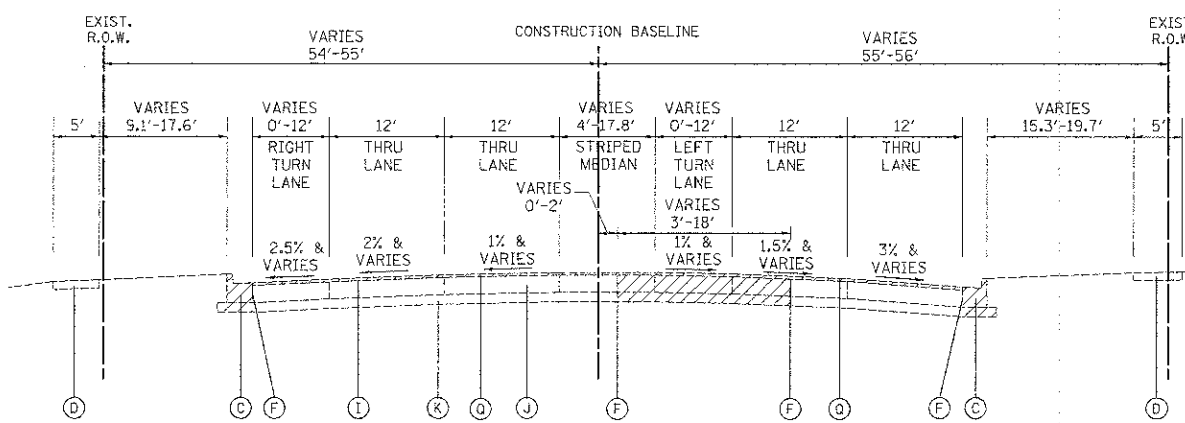 EXIST.
R.O.W.
VARIES
54'-55'
CONSTRUCTION BASELINE
VARIES
55'-56'
EXIST
R.O.W
5'
VARIES
9.1'-17.6'
VARIES
0'-12'
RIGHT
TURN
LANE
12'
THRU
LANE
12'
THRU
LANE
VARIES
4'-17.8'
STRIPED
MEDIAN
VARIES
0'-12'
LEFT
TURN
LANE
12'
THRU
LANE
12'
THRU
LANE
VARIES
15.3'-19.7'
5'
VARIES
0'-2'
VARIES
3'-18'
2.5% &
VARIES
2% &
VARIES
1% &
VARIES
1% &
VARIES
1.5% &
VARIES
3% &
VARIES
D C F I K Q J F F Q F C D